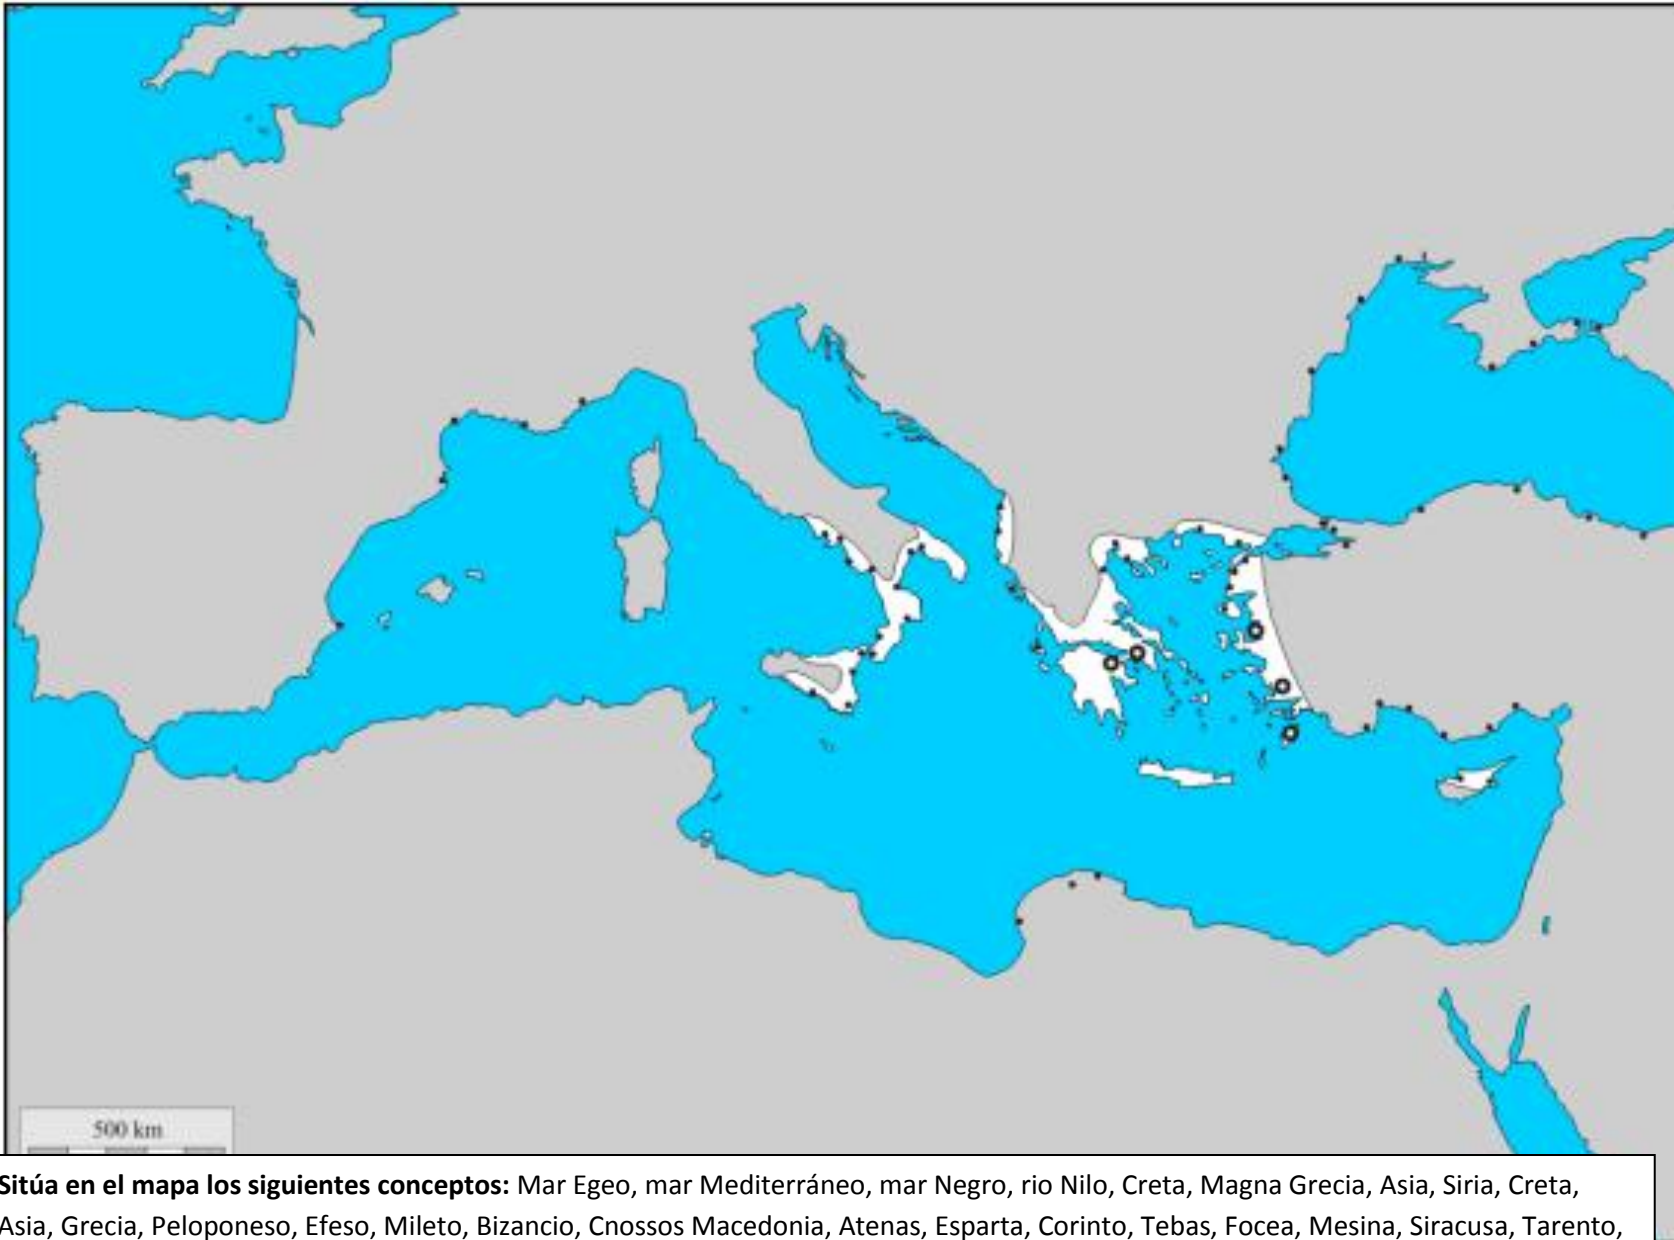 500 km
Sitúa en el mapa los siguientes conceptos: Mar Egeo, mar Mediterráneo, mar Negro, rio Nilo, Creta, Magna Grecia, Asia, Siria, Creta,
Asia, Grecia, Peloponeso, Efeso, Mileto, Bizancio, Cnossos Macedonia, Atenas, Esparta, Corinto, Tebas, Focea, Mesina, Siracusa, Tarento,